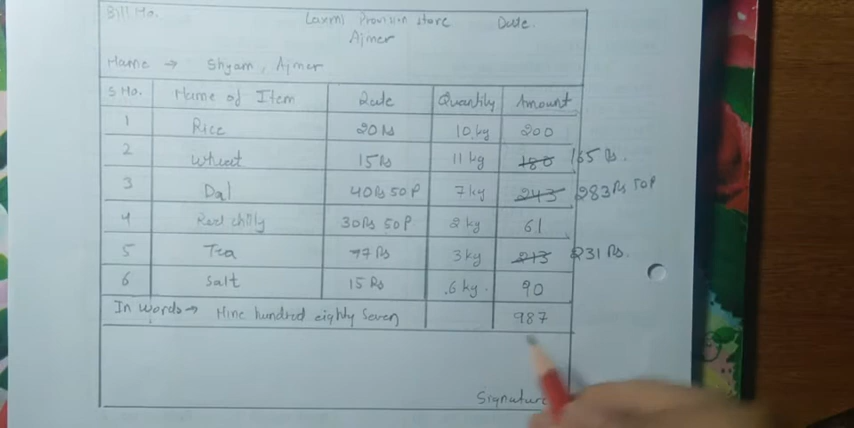 Bill No. Laxmi Provision store Date.
Ajmer
Name → Shyam, Ajmer
S No. Name of Item Rate Quantity Amount
1 Rice 20 Rs 10 kg 200
2 Wheat 15 Rs 11 kg 180 165 Rs.
3 Dal 40 Rs 50 P 7 kg 243 283 Rs 50P
4 Red chilly 30 Rs 50 P 2 kg 61
5 Tea 77 Rs 3 kg 213 231 Rs.
6 Salt 15 Rs 6 kg. 90
In words → Nine hundred eighty Seven 987
Signature